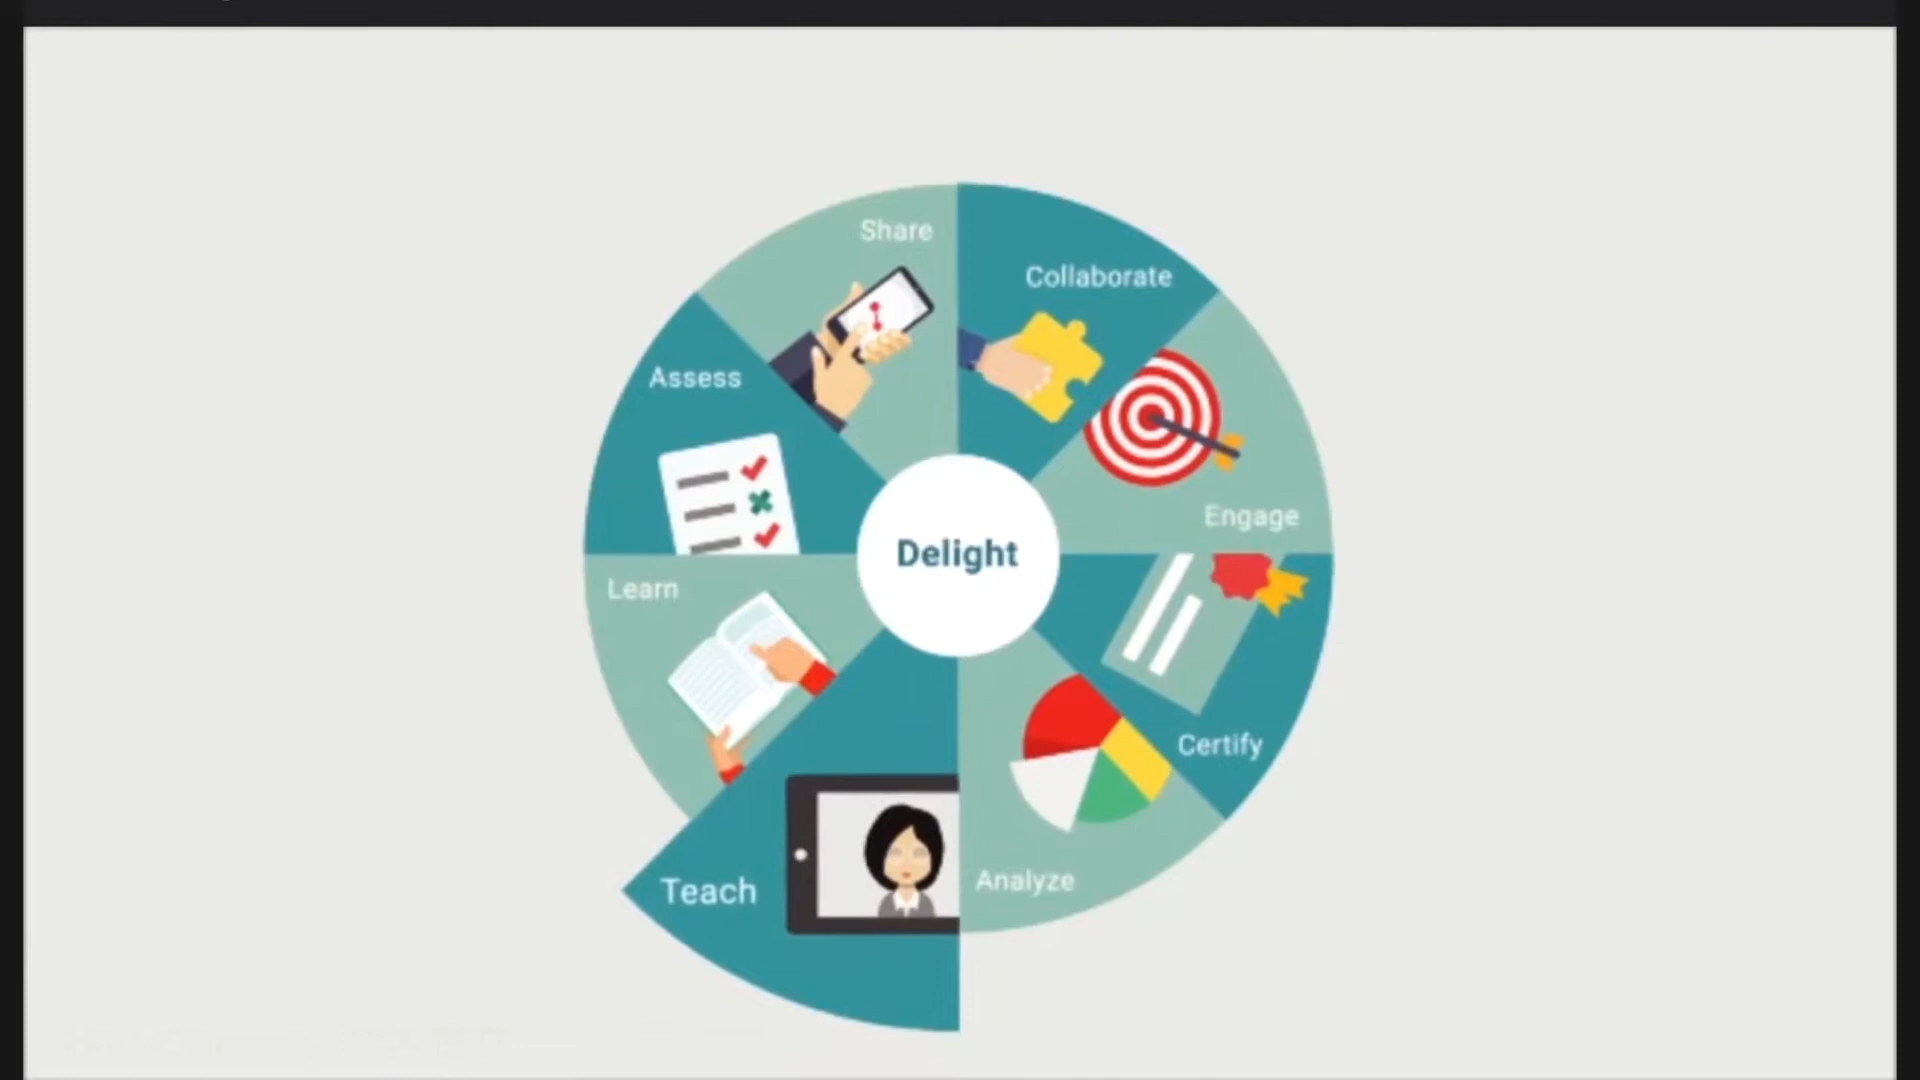 Share
Collaborate
Assess
Engage
Delight
Learn
Certify
Analyze
Teach